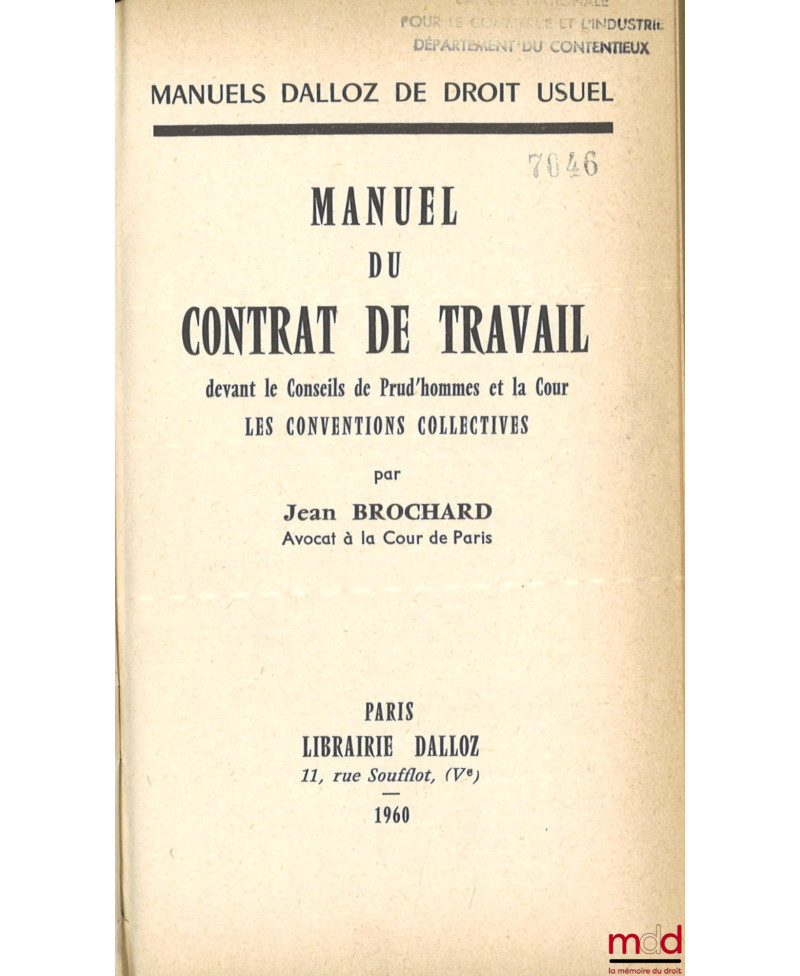 NATIONALE
POUR LE COMMERCE ET L'INDUSTRIE
DÉPARTEMENT DU CONTENTIEUX
MANUELS DALLOZ DE DROIT USUEL
7046
MANUEL
DU
CONTRAT DE TRAVAIL
devant le Conseils de Prud'hommes et la Cour
LES CONVENTIONS COLLECTIVES
par
Jean BROCHARD
Avocat à la Cour de Paris
PARIS
LIBRAIRIE DALLOZ
11, rue Soufflot, (Vᵉ)
1960
mdd
la mémoire du droit